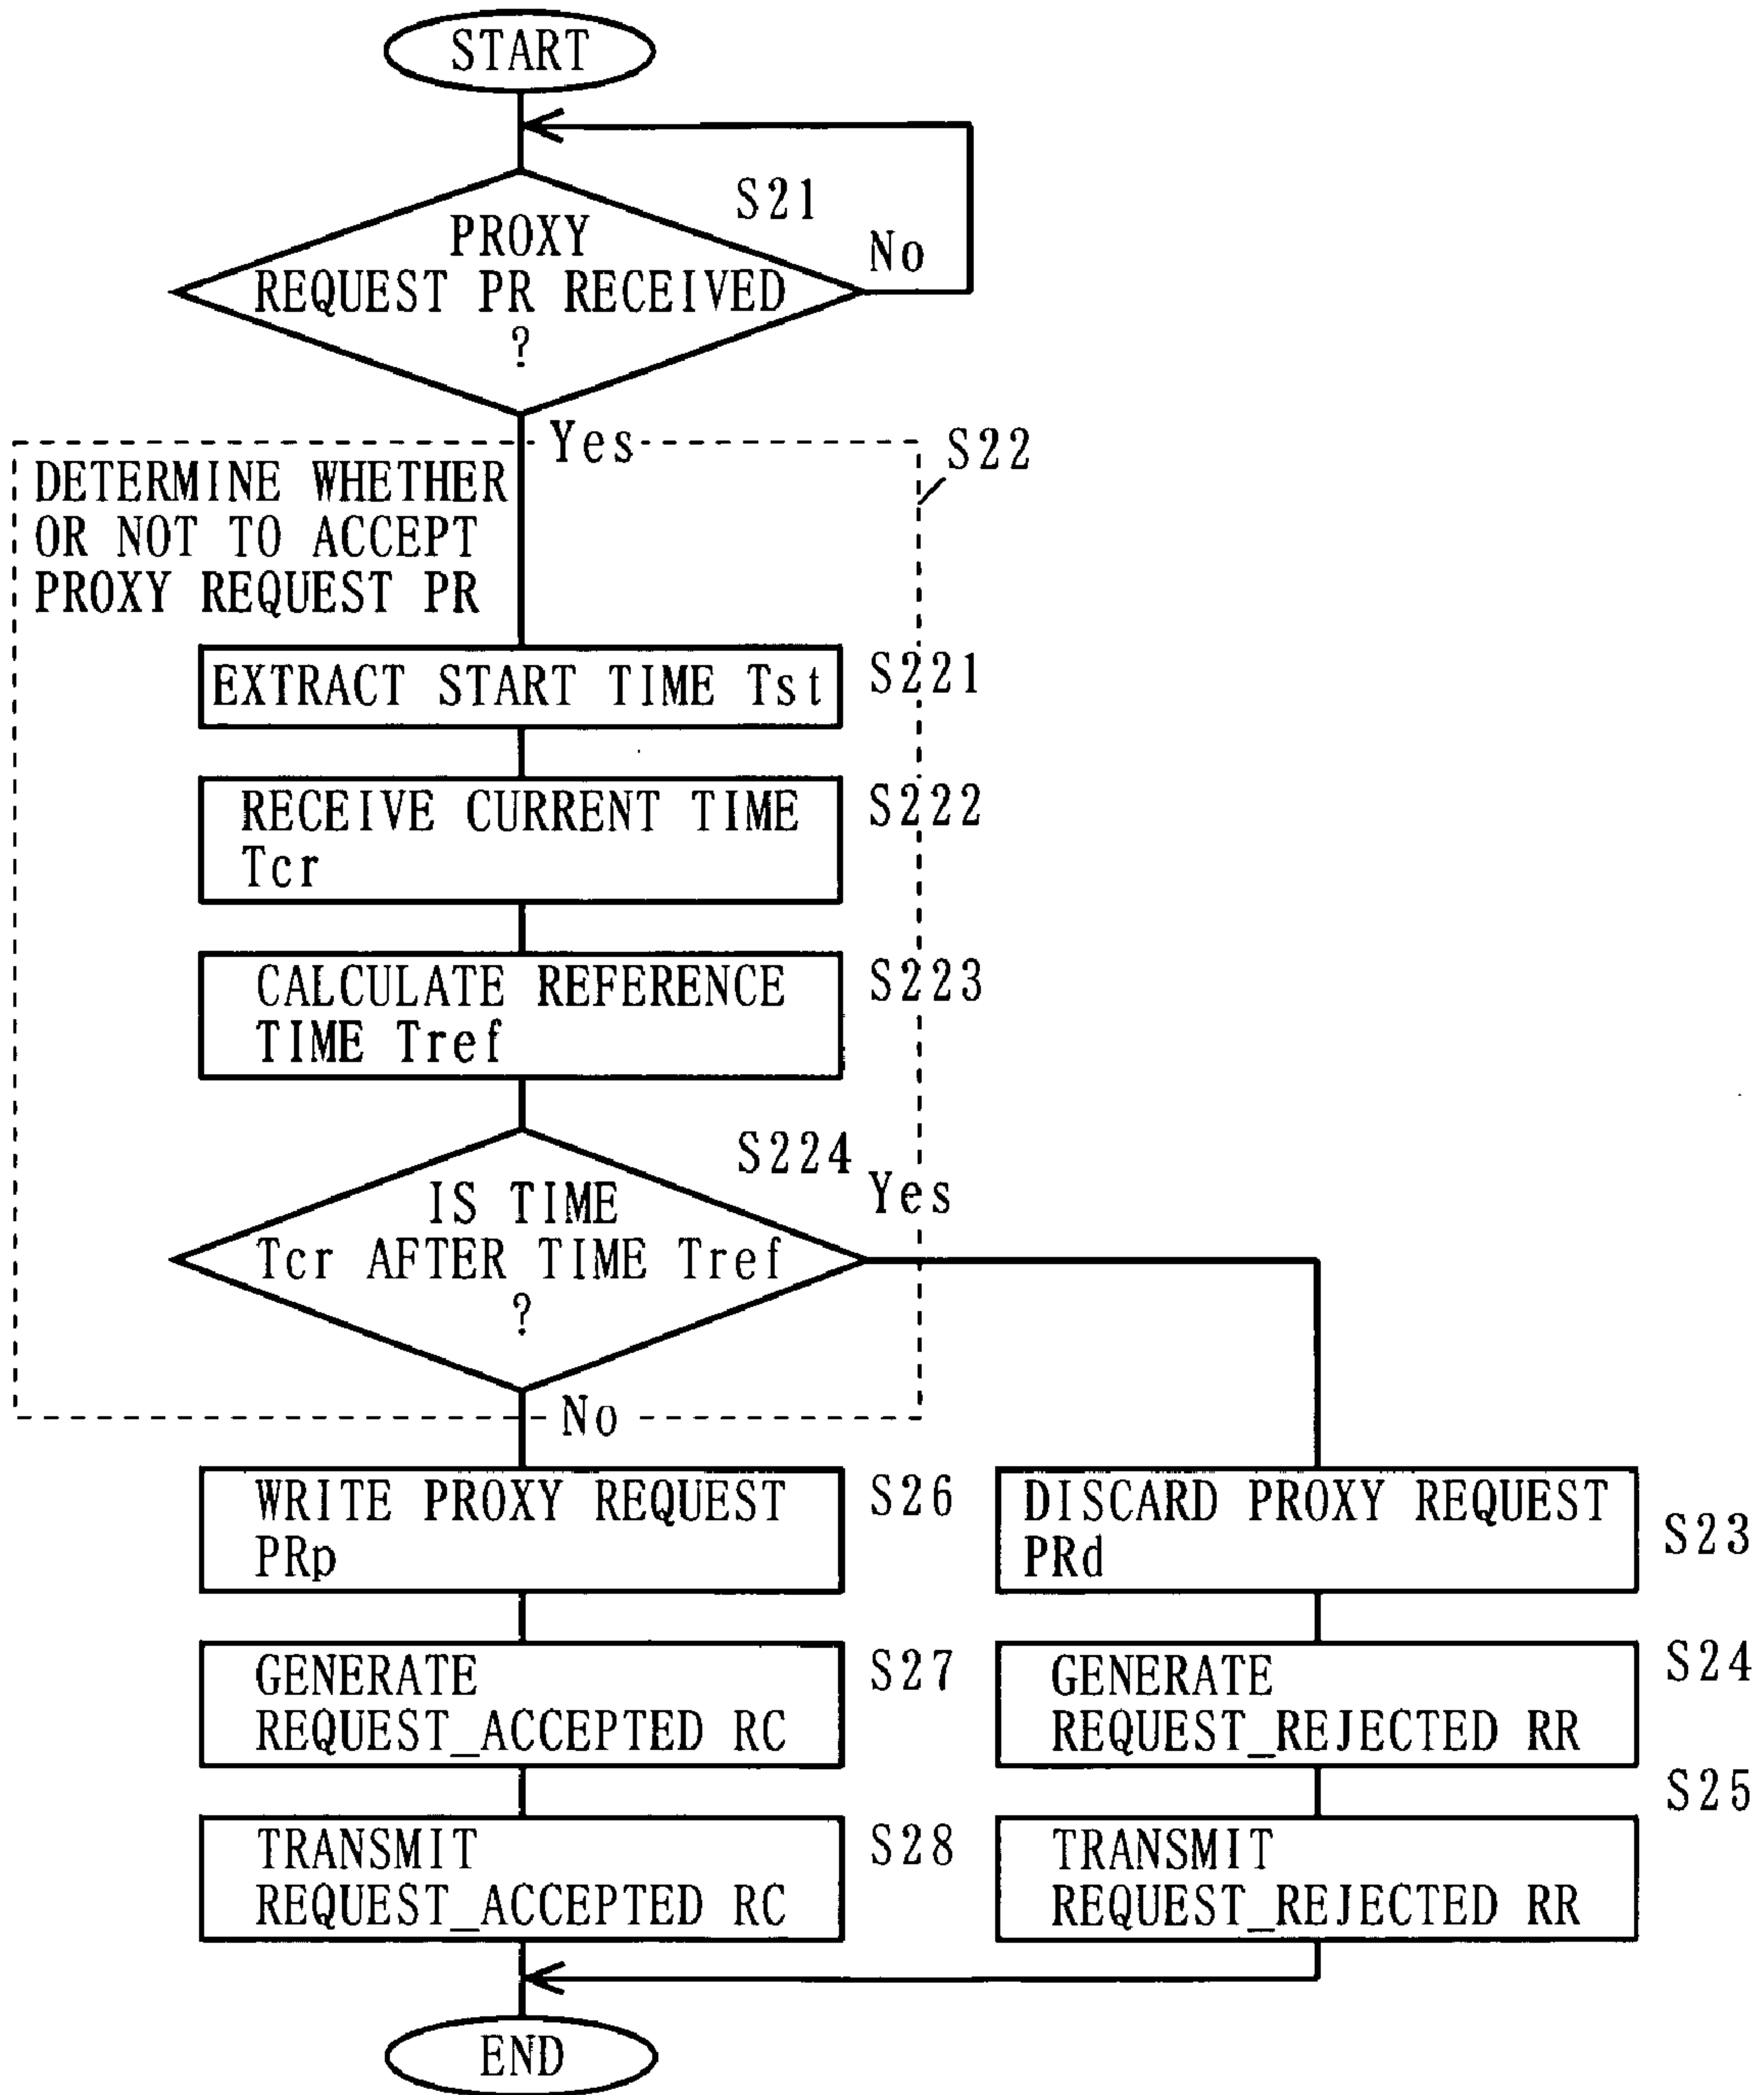 START
S21
PROXY
REQUEST PR RECEIVED
?
No
Yes
S22
DETERMINE WHETHER
OR NOT TO ACCEPT
PROXY REQUEST PR
EXTRACT START TIME Tst
S221
RECEIVE CURRENT TIME
Tcr
S222
CALCULATE REFERENCE
TIME Tref
S223
S224
IS TIME
Tcr AFTER TIME Tref
?
Yes
No
WRITE PROXY REQUEST
PRp
S26
DISCARD PROXY REQUEST
PRd
S23
GENERATE
REQUEST_ACCEPTED RC
S27
GENERATE
REQUEST_REJECTED RR
S24
TRANSMIT
REQUEST_ACCEPTED RC
S28
S25
TRANSMIT
REQUEST_REJECTED RR
END